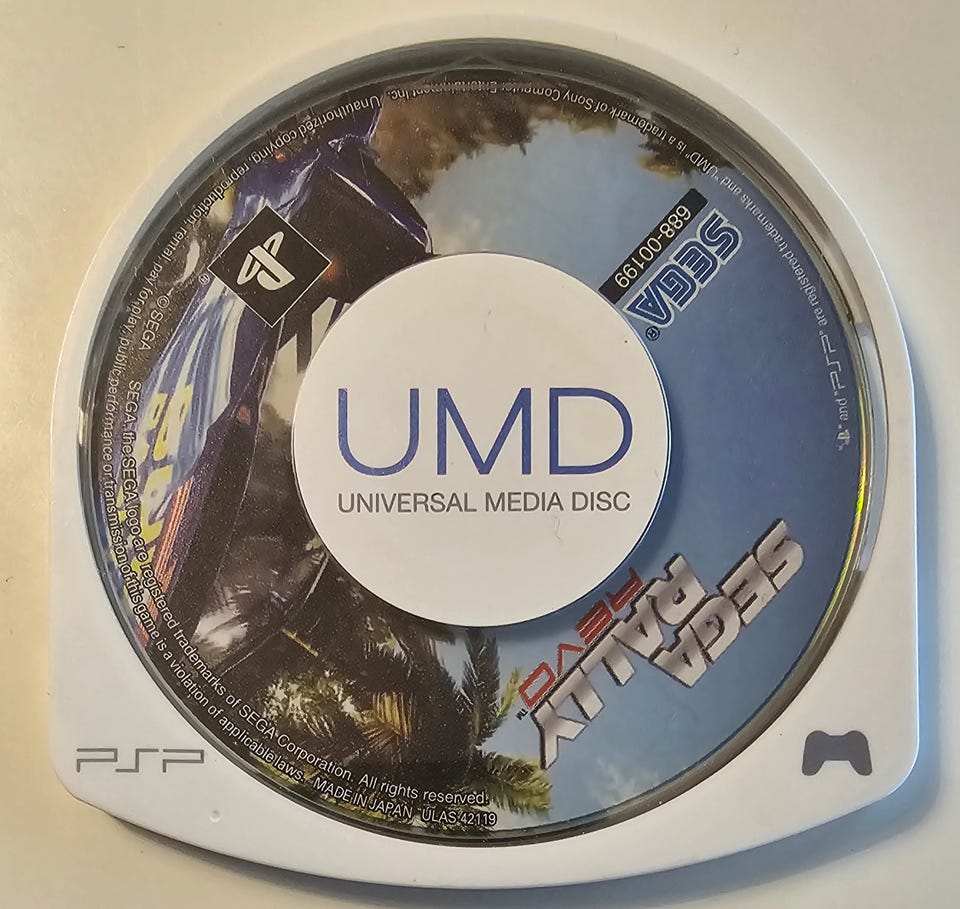 UMD
UNIVERSAL MEDIA DISC
688-00199
SEGA®
SEGA
RALLY
REVO™
PSP
© SEGA SEGA, the SEGA logo are registered trademarks of SEGA Corporation. All rights reserved.
Unauthorized copying, reproduction, rental, pay for play, public performance or transmission of this game is a violation of applicable laws. MADE IN JAPAN ULAS 42119
and "PSP" are registered trademarks and "UMD" is a trademark of Sony Computer Entertainment Inc.